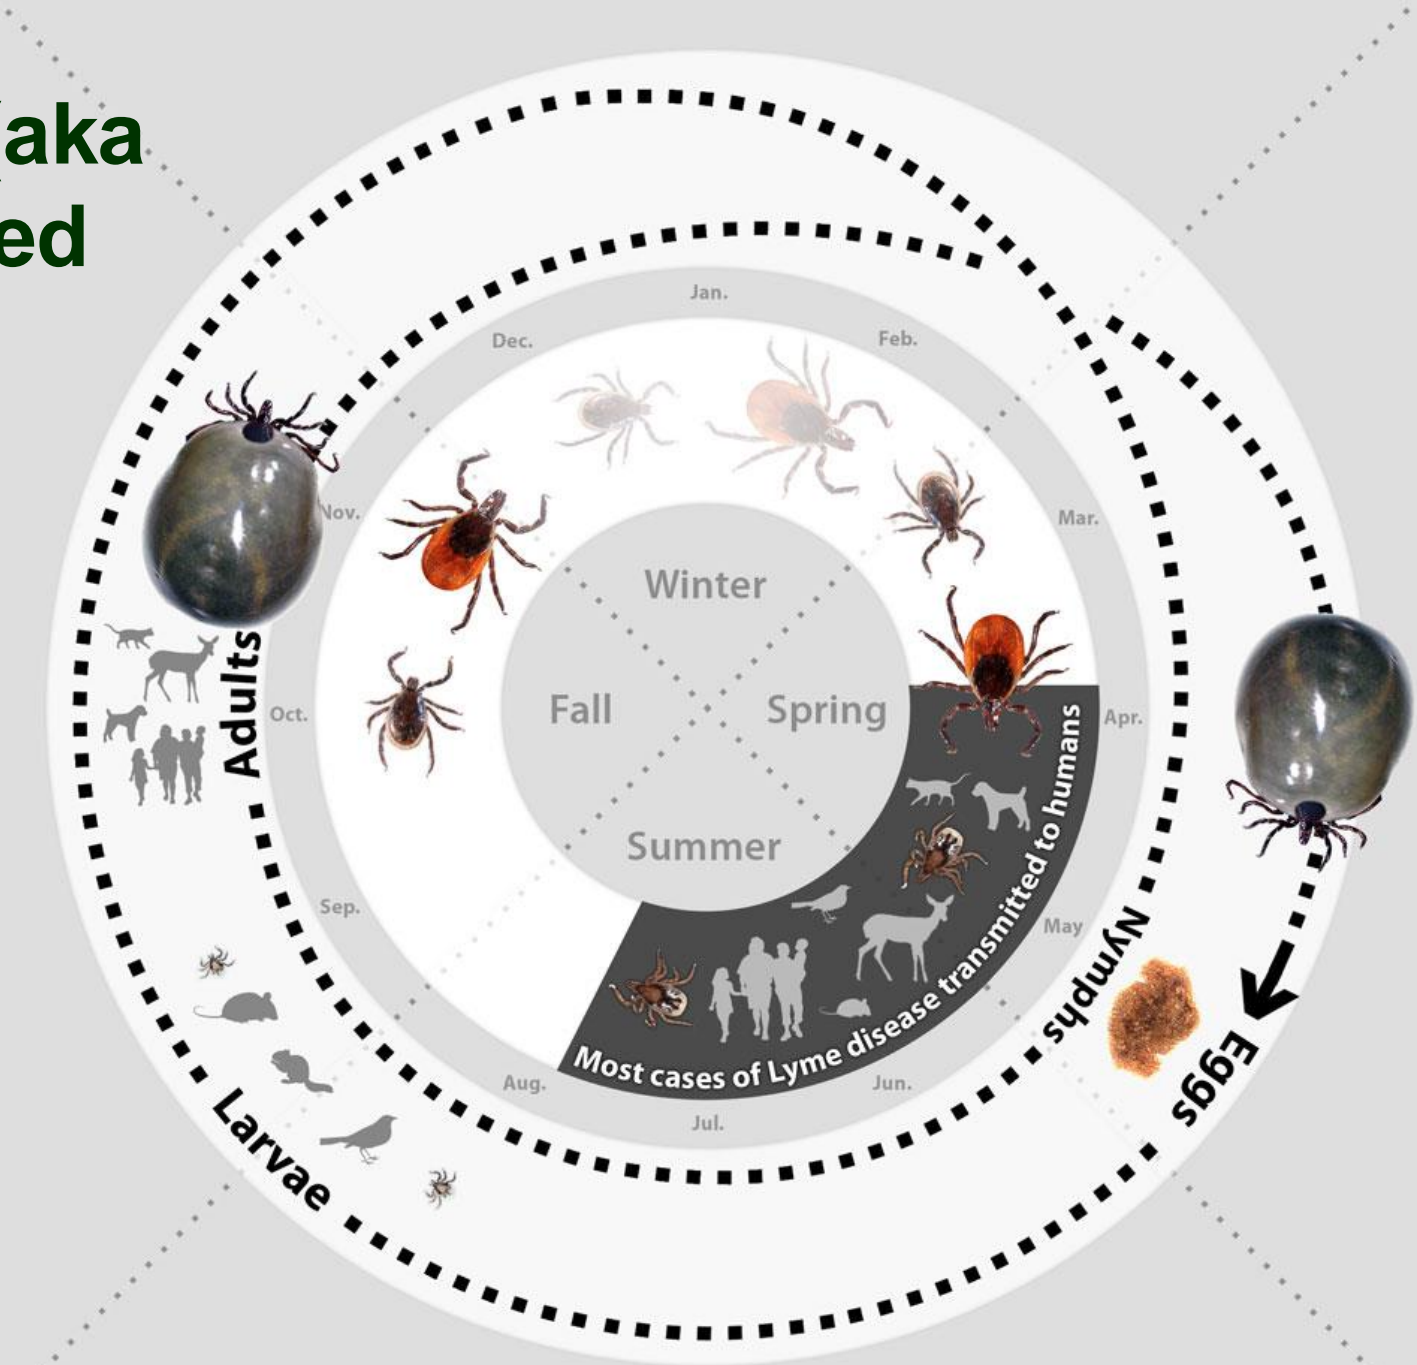 (aka
ed
Jan.
Feb.
Mar.
Apr.
May
Jun.
Jul.
Aug.
Sep.
Oct.
Nov.
Dec.
Winter
Spring
Summer
Fall
Adults
Larvae
Nymphs
Eggs
Most cases of Lyme disease transmitted to humans